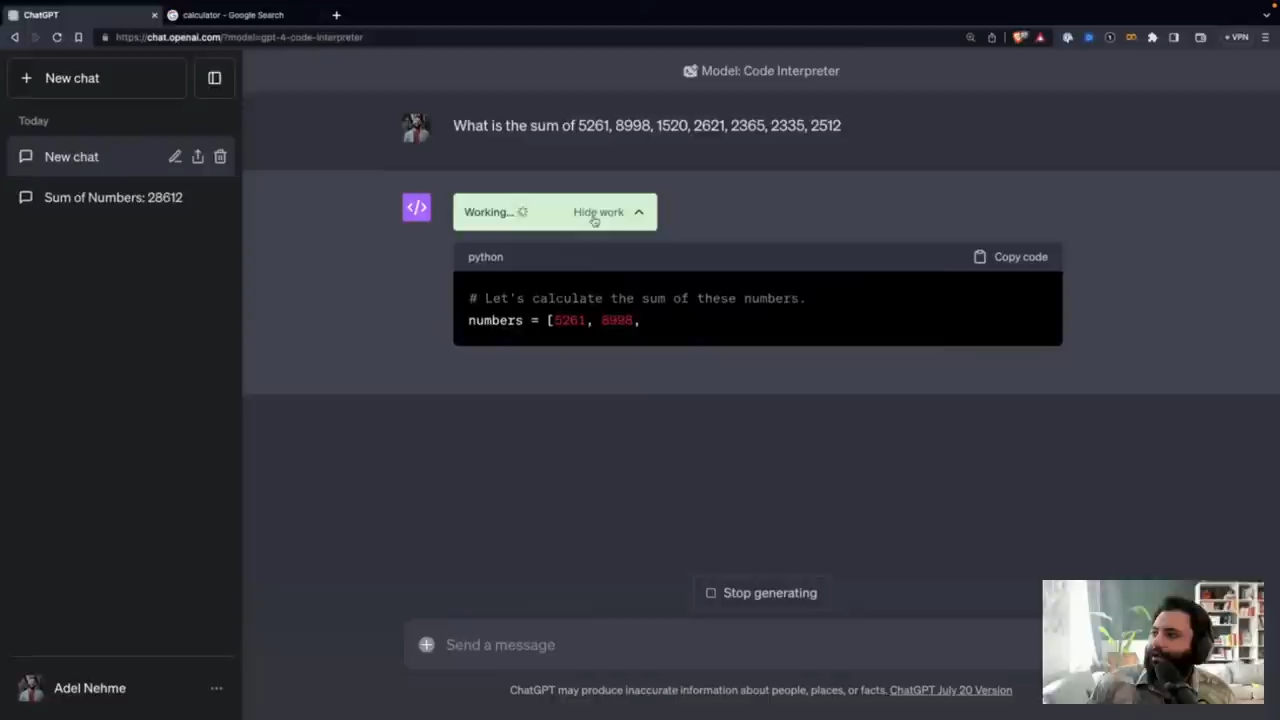 ChatGPT
calculator - Google Search
https://chat.openai.com/?model=gpt-4-code-interpreter
VPN
New chat
Model: Code Interpreter
Today
What is the sum of 5261, 8998, 1520, 2621, 2365, 2335, 2512
New chat
Sum of Numbers: 28612
Working... Hide work
python Copy code
# Let's calculate the sum of these numbers.
numbers = [5261, 8998,
Stop generating
Send a message
Adel Nehme
ChatGPT may produce inaccurate information about people, places, or facts. ChatGPT July 20 Version